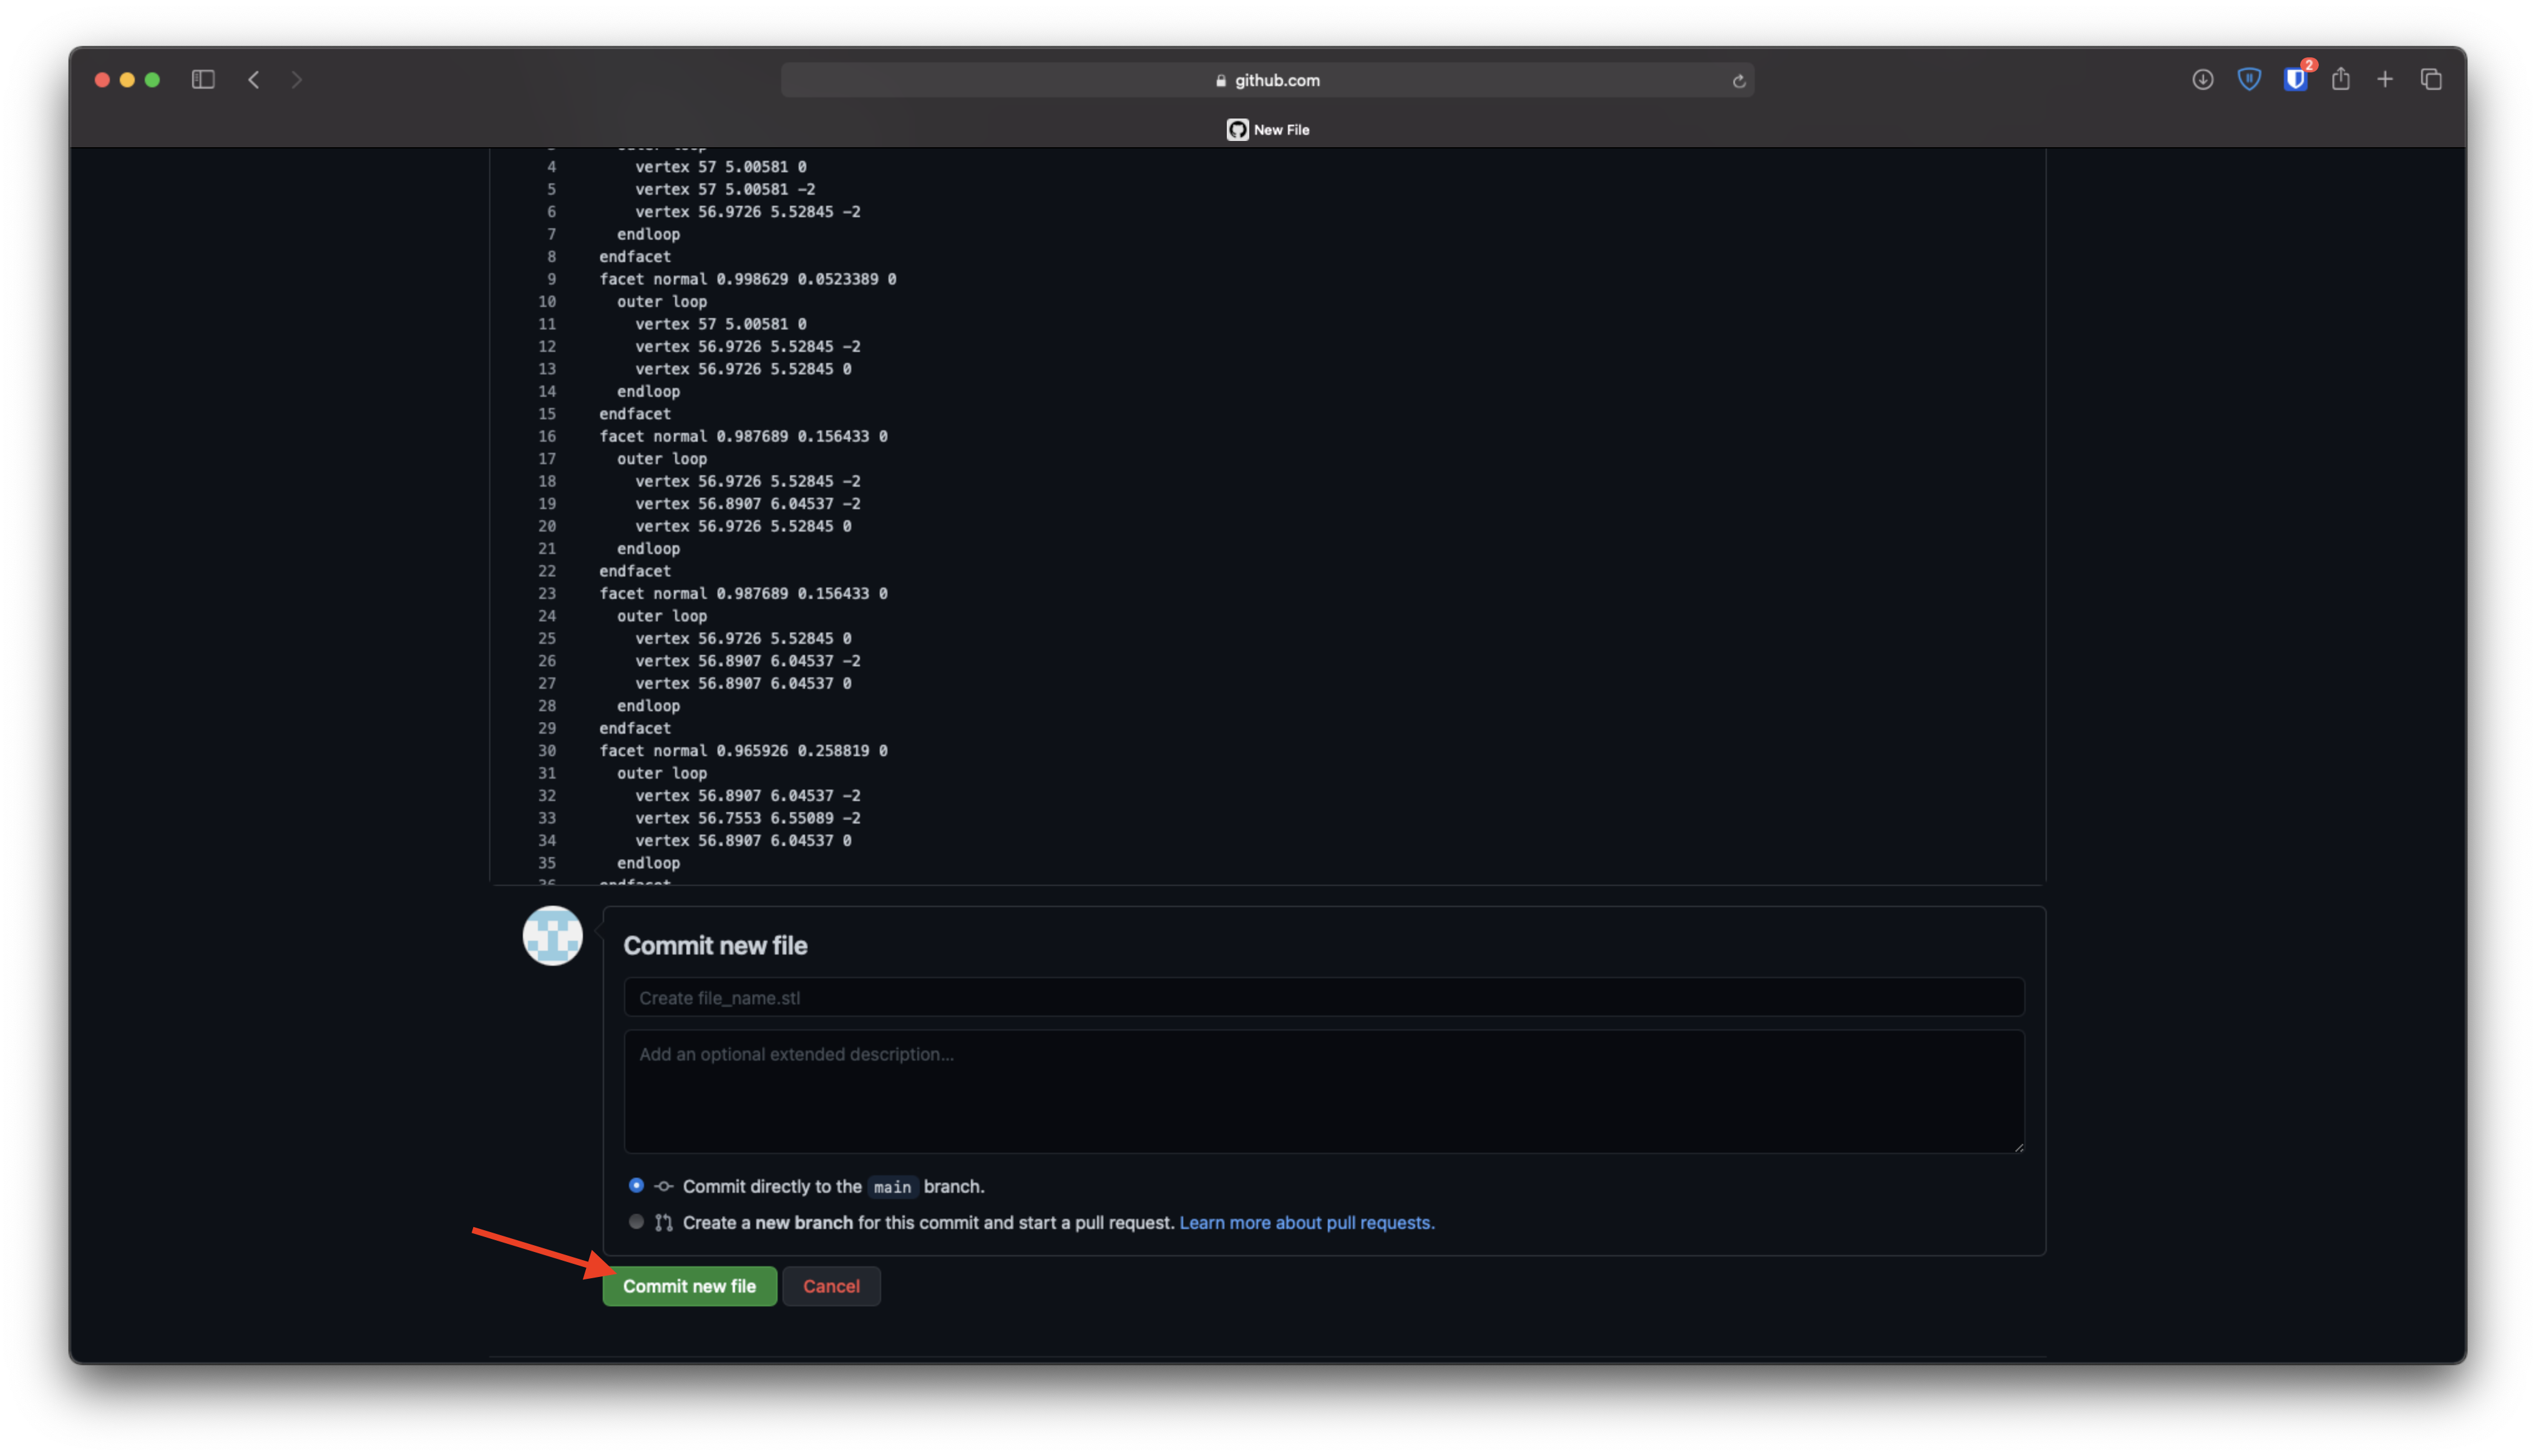 github.com
2
New File
outer loop
4 vertex 57 5.00581 0
5 vertex 57 5.00581 -2
6 vertex 56.9726 5.52845 -2
7 endloop
8 endfacet
9 facet normal 0.998629 0.0523389 0
10 outer loop
11 vertex 57 5.00581 0
12 vertex 56.9726 5.52845 -2
13 vertex 56.9726 5.52845 0
14 endloop
15 endfacet
16 facet normal 0.987689 0.156433 0
17 outer loop
18 vertex 56.9726 5.52845 -2
19 vertex 56.8907 6.04537 -2
20 vertex 56.9726 5.52845 0
21 endloop
22 endfacet
23 facet normal 0.987689 0.156433 0
24 outer loop
25 vertex 56.9726 5.52845 0
26 vertex 56.8907 6.04537 -2
27 vertex 56.8907 6.04537 0
28 endloop
29 endfacet
30 facet normal 0.965926 0.258819 0
31 outer loop
32 vertex 56.8907 6.04537 -2
33 vertex 56.7553 6.55089 -2
34 vertex 56.8907 6.04537 0
35 endloop
36 endfacet
Commit new file
Create file_name.stl
Add an optional extended description...
Commit directly to the main branch.
Create a new branch for this commit and start a pull request. Learn more about pull requests.
Commit new file Cancel